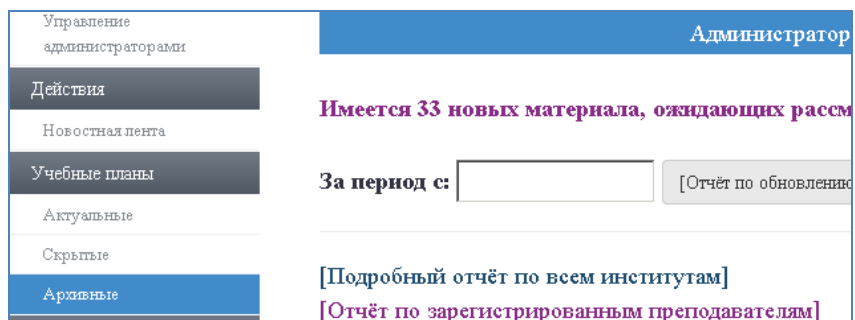 Управление
администраторами
Действия
Новостная лента
Учебные планы
Актуальные
Скрытые
Архивные
Администратор
Имеется 33 новых материала, ожидающих рассм
За период с:
[Отчёт по обновлению
[Подробный отчёт по всем институтам]
[Отчёт по зарегистрированным преподавателям]